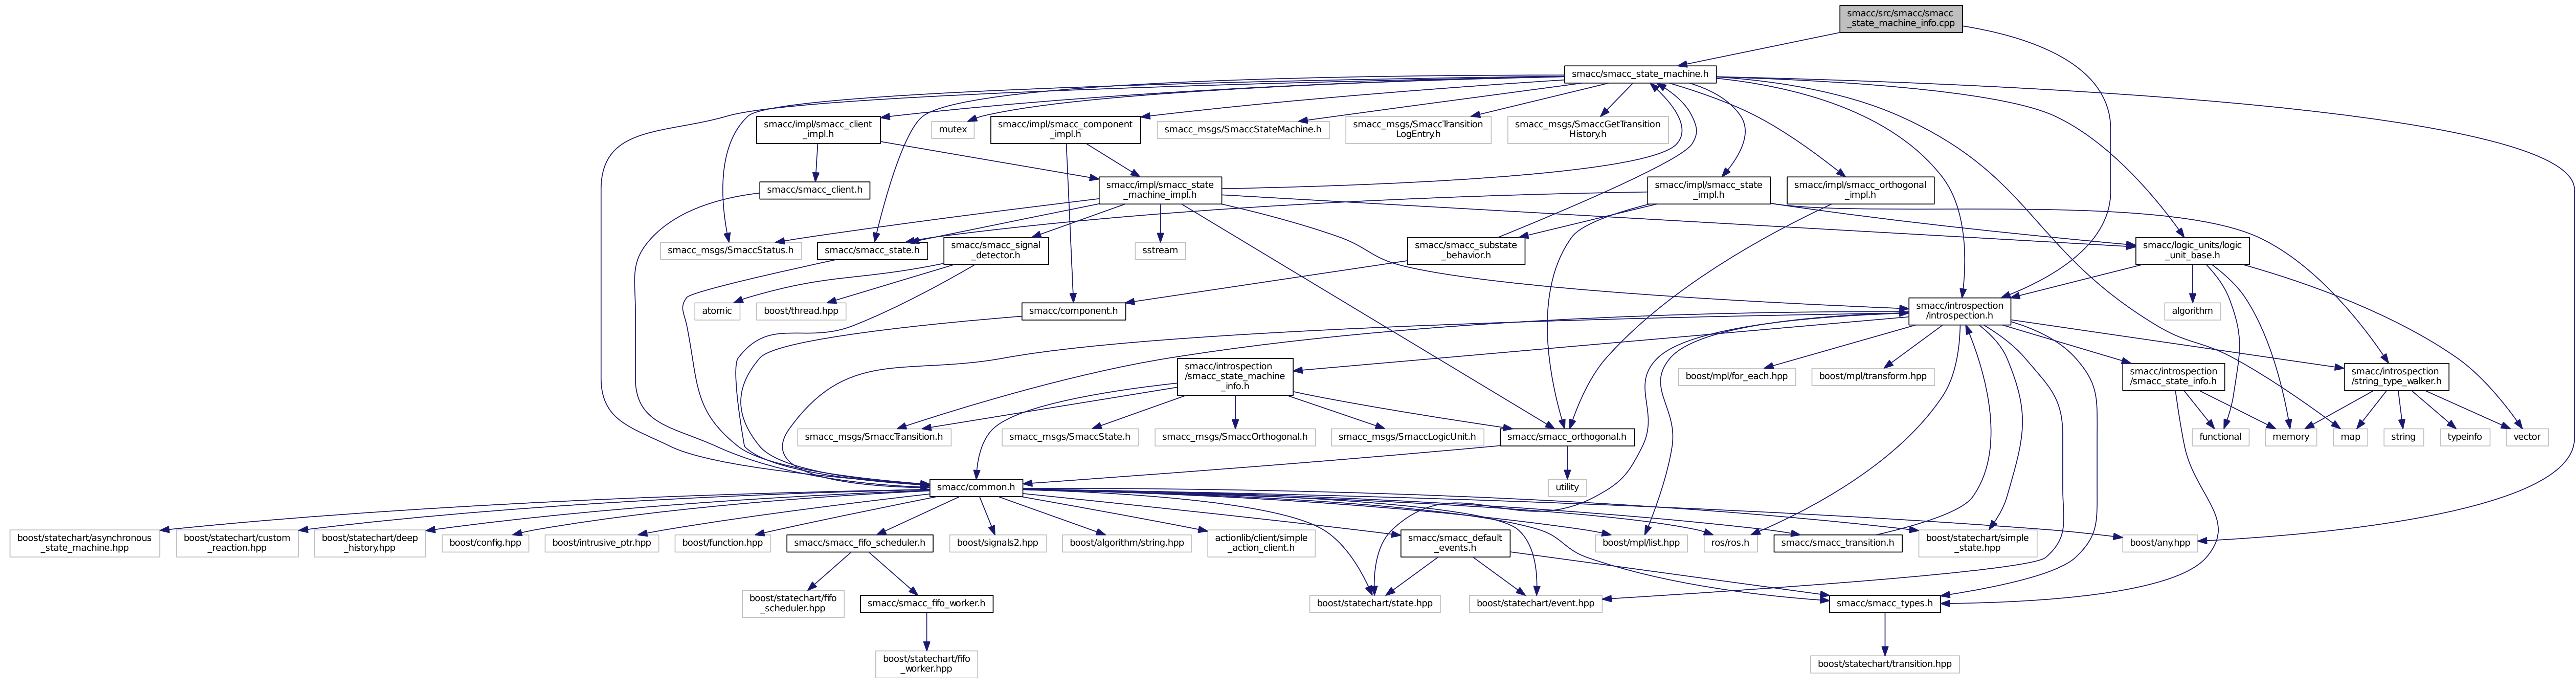 smacc/src/smacc/smacc
_state_machine_info.cpp
smacc/smacc_state_machine.h
smacc/impl/smacc_client
_impl.h
mutex
smacc/impl/smacc_component
_impl.h
smacc_msgs/SmaccStateMachine.h
smacc_msgs/SmaccTransition
LogEntry.h
smacc_msgs/SmaccGetTransition
History.h
smacc/smacc_client.h
smacc/impl/smacc_state
_machine_impl.h
smacc/impl/smacc_state
_impl.h
smacc/impl/smacc_orthogonal
_impl.h
smacc_msgs/SmaccStatus.h
smacc/smacc_state.h
smacc/smacc_signal
_detector.h
sstream
smacc/smacc_substate
_behavior.h
smacc/logic_units/logic
_unit_base.h
atomic
boost/thread.hpp
smacc/component.h
smacc/introspection
/introspection.h
algorithm
smacc/introspection
/smacc_state_machine
_info.h
boost/mpl/for_each.hpp
boost/mpl/transform.hpp
smacc/introspection
/smacc_state_info.h
smacc/introspection
/string_type_walker.h
smacc_msgs/SmaccTransition.h
smacc_msgs/SmaccState.h
smacc_msgs/SmaccOrthogonal.h
smacc_msgs/SmaccLogicUnit.h
smacc/smacc_orthogonal.h
functional
memory
map
string
typeinfo
vector
smacc/common.h
utility
boost/statechart/asynchronous
_state_machine.hpp
boost/statechart/custom
_reaction.hpp
boost/statechart/deep
_history.hpp
boost/config.hpp
boost/intrusive_ptr.hpp
boost/function.hpp
smacc/smacc_fifo_scheduler.h
boost/signals2.hpp
boost/algorithm/string.hpp
actionlib/client/simple
_action_client.h
smacc/smacc_default
_events.h
boost/mpl/list.hpp
ros/ros.h
smacc/smacc_transition.h
boost/statechart/simple
_state.hpp
boost/any.hpp
boost/statechart/fifo
_scheduler.hpp
smacc/smacc_fifo_worker.h
boost/statechart/state.hpp
boost/statechart/event.hpp
smacc/smacc_types.h
boost/statechart/fifo
_worker.hpp
boost/statechart/transition.hpp